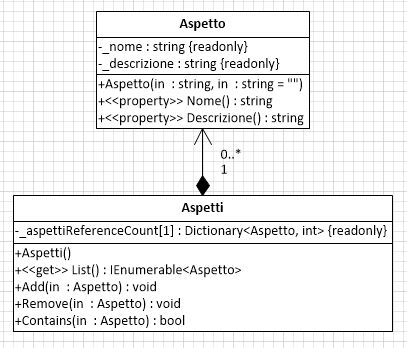 Aspetto
-_nome : string {readonly}
-_descrizione : string {readonly}
+Aspetto(in  : string, in  : string = "")
+<<property>> Nome() : string
+<<property>> Descrizione() : string
0..*
1
Aspetti
-_aspettiReferenceCount[1] : Dictionary<Aspetto, int> {readonly}
+Aspetti()
+<<get>> List() : IEnumerable<Aspetto>
+Add(in  : Aspetto) : void
+Remove(in  : Aspetto) : void
+Contains(in  : Aspetto) : bool